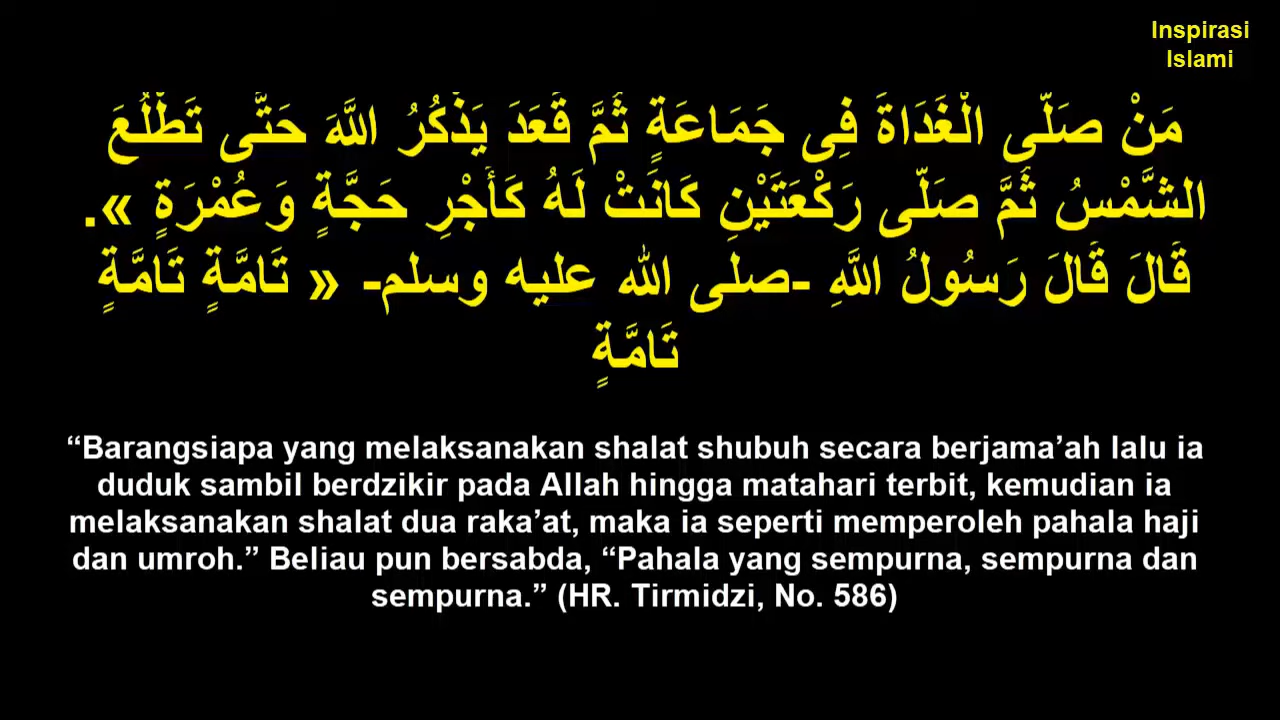 Inspirasi
Islami
مَنْ صَلَّى الْغَدَاةَ فِى جَمَاعَةٍ ثُمَّ قَعَدَ يَذْكُرُ اللَّهَ حَتَّى تَطْلُعَ
الشَّمْسُ ثُمَّ صَلَّى رَكْعَتَيْنِ كَانَتْ لَهُ كَأَجْرِ حَجَّةٍ وَعُمْرَةٍ ».
قَالَ قَالَ رَسُولُ اللَّهِ -صلى الله عليه وسلم- « تَامَّةٍ تَامَّةٍ
تَامَّةٍ
“Barangsiapa yang melaksanakan shalat shubuh secara berjama’ah lalu ia
duduk sambil berdzikir pada Allah hingga matahari terbit, kemudian ia
melaksanakan shalat dua raka’at, maka ia seperti memperoleh pahala haji
dan umroh.” Beliau pun bersabda, “Pahala yang sempurna, sempurna dan
sempurna.” (HR. Tirmidzi, No. 586)